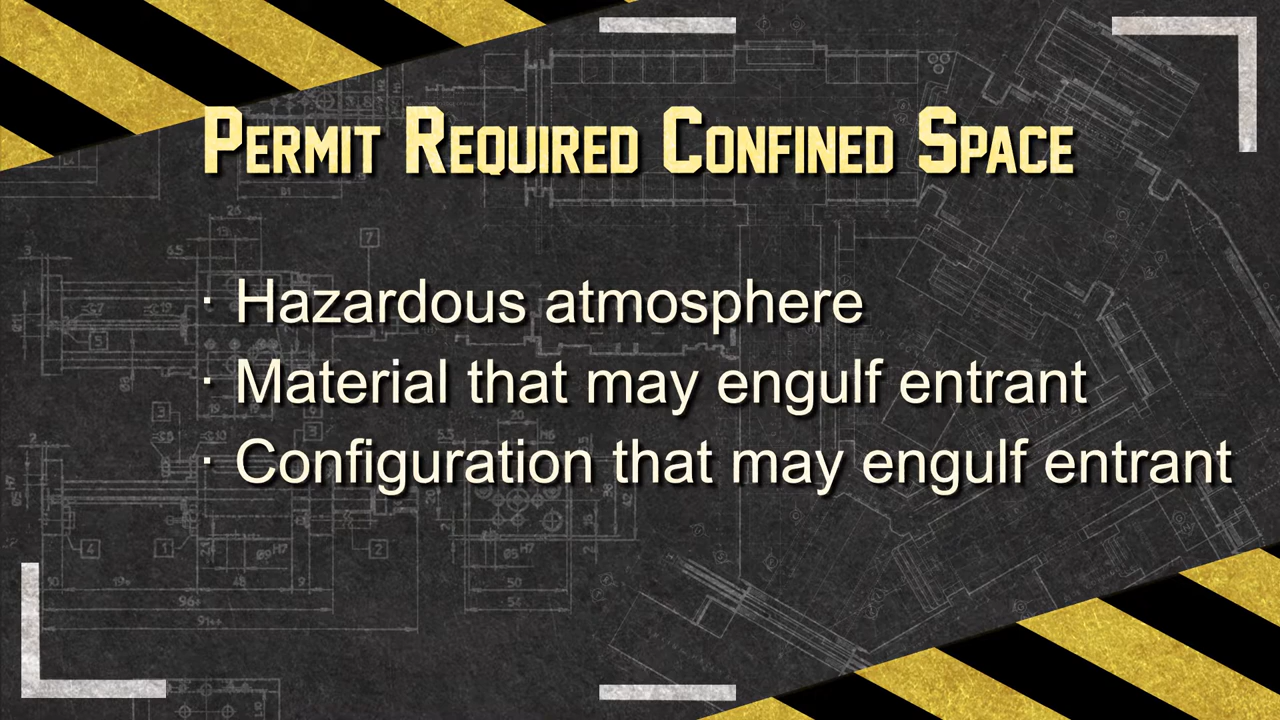 Permit Required Confined Space
· Hazardous atmosphere
· Material that may engulf entrant
· Configuration that may engulf entrant